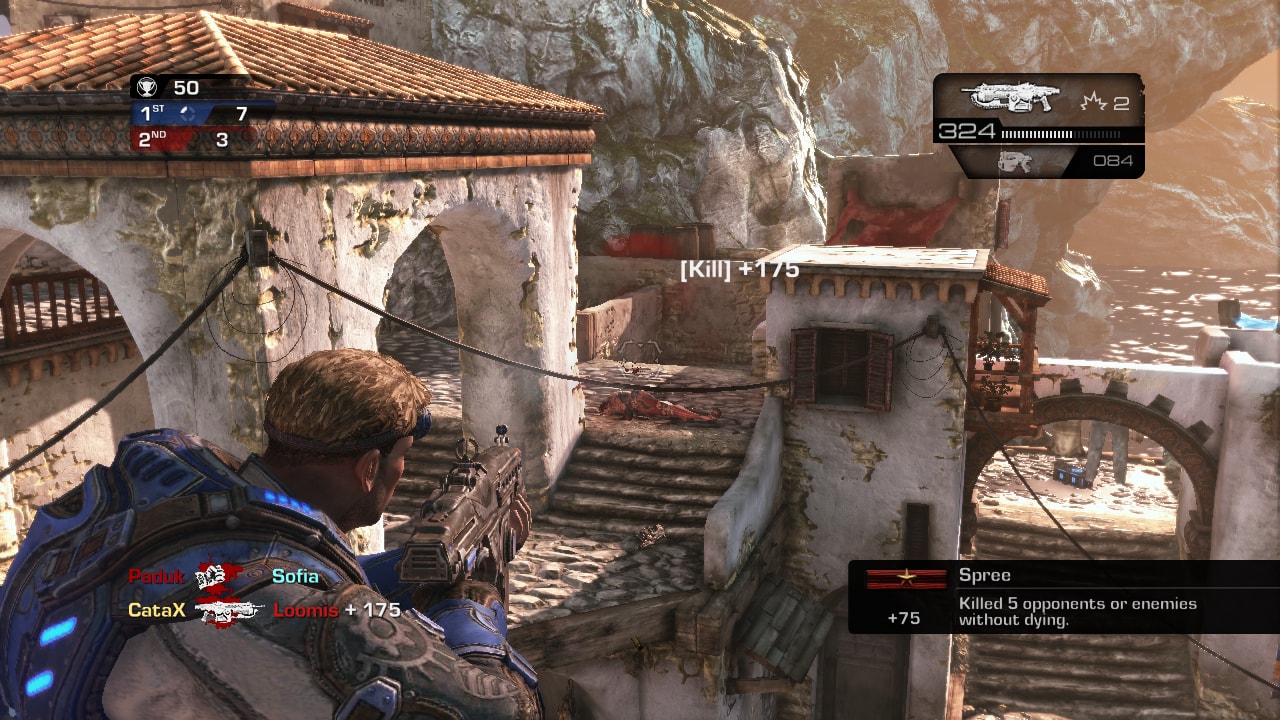 50
1ST 7
2ND 3
2
324
084
[Kill] +175
Paduk Sofia
CataX Loomis + 175
Spree
+75
Killed 5 opponents or enemies
without dying.